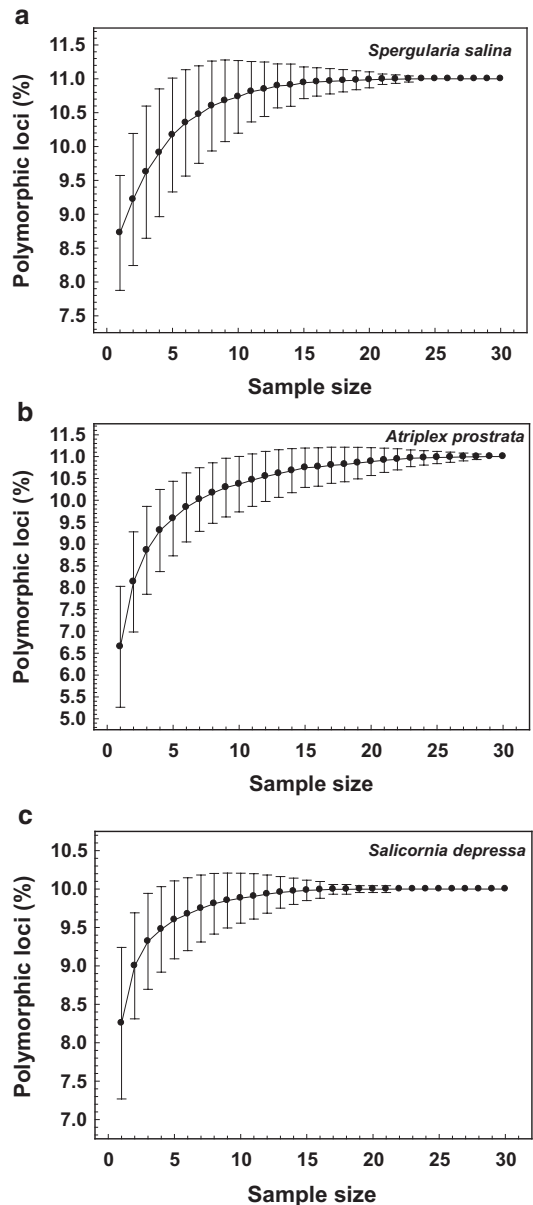 a
Spergularia salina
Polymorphic loci (%)
11.5
11.0
10.5
10.0
9.5
9.0
8.5
8.0
7.5
0 5 10 15 20 25 30
Sample size
b
Atriplex prostrata
Polymorphic loci (%)
11.5
11.0
10.5
10.0
9.5
9.0
8.5
8.0
7.5
7.0
6.5
6.0
5.5
5.0
0 5 10 15 20 25 30
Sample size
c
Salicornia depressa
Polymorphic loci (%)
10.5
10.0
9.5
9.0
8.5
8.0
7.5
7.0
0 5 10 15 20 25 30
Sample size